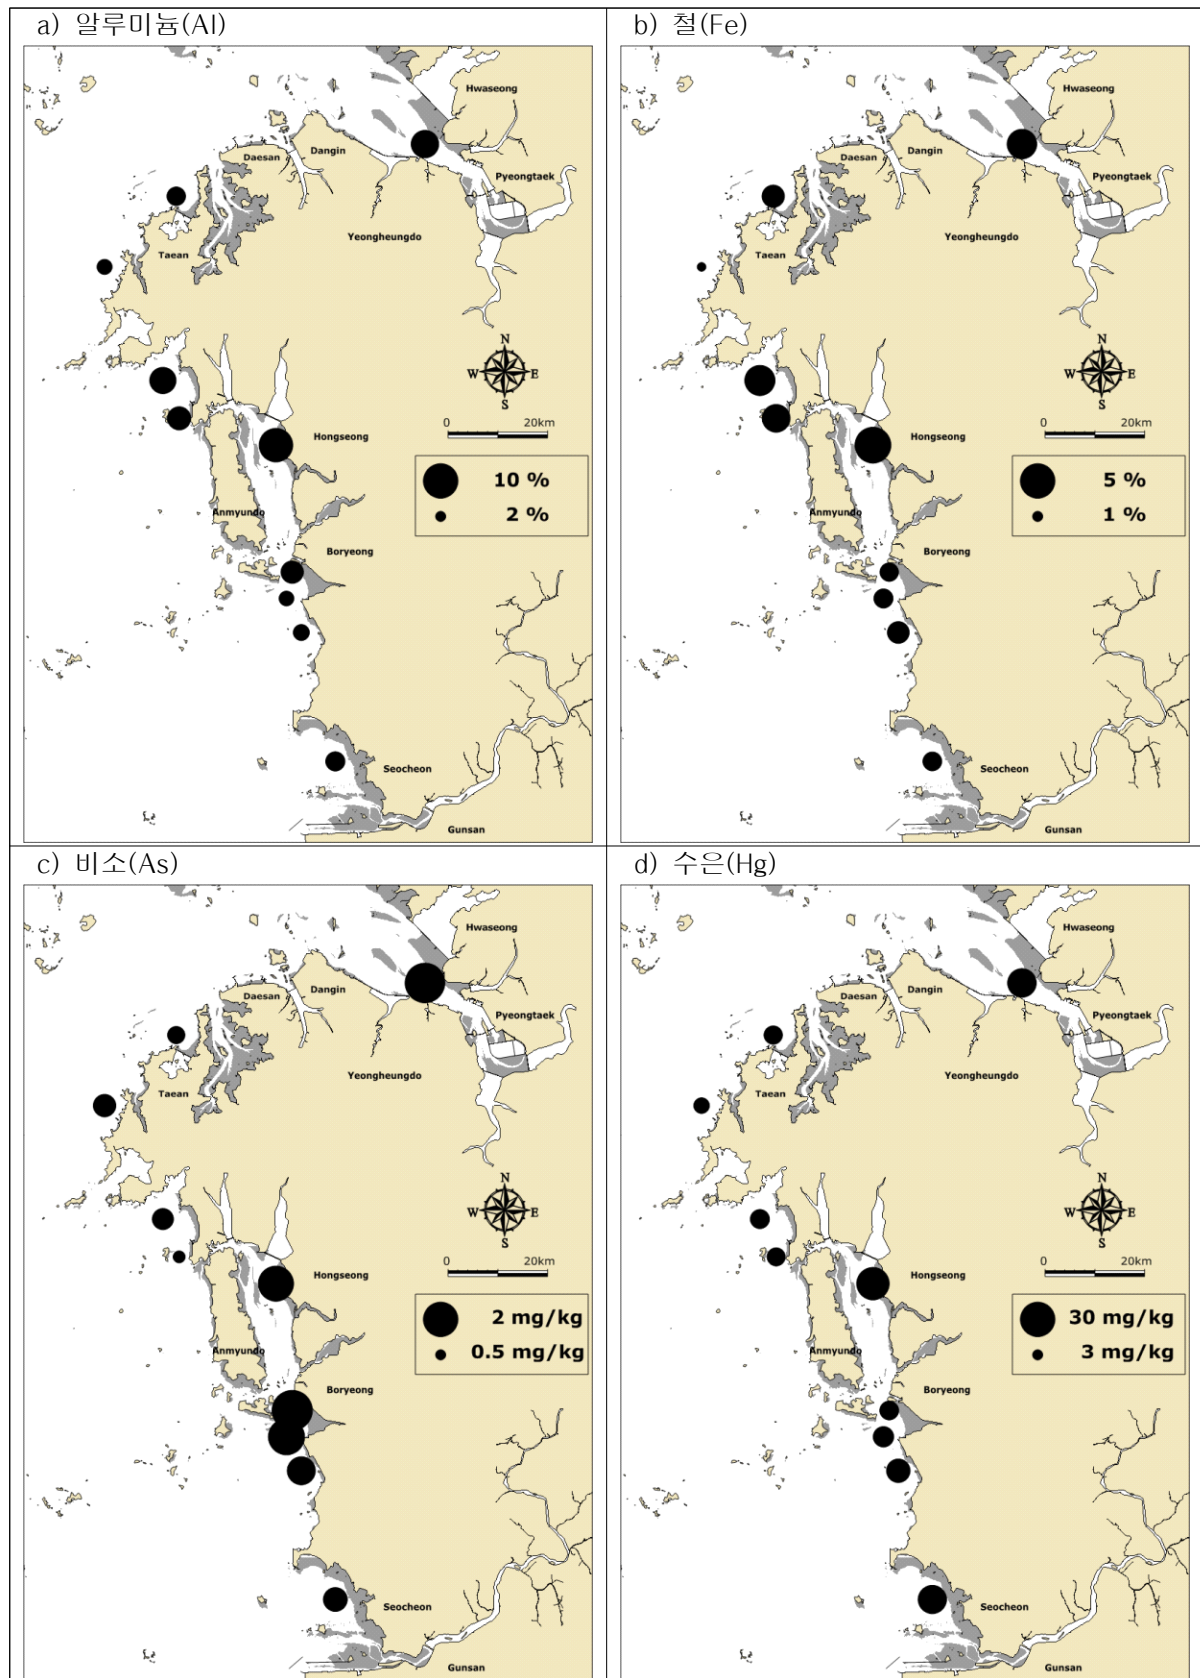 a) 알루미늄(Al)
Hwaseong
Daesan
Dangin
Pyeongtaek
Yeongheungdo
Taean
N
W E
S
0 20km
Hongseong
10 %
2 %
Anmyundo
Boryeong
Seocheon
Gunsan
b) 철(Fe)
Hwaseong
Daesan
Dangin
Pyeongtaek
Yeongheungdo
Taean
N
W E
S
0 20km
Hongseong
5 %
1 %
Anmyundo
Boryeong
Seocheon
Gunsan
c) 비소(As)
Hwaseong
Daesan
Dangin
Pyeongtaek
Yeongheungdo
Taean
N
W E
S
0 20km
Hongseong
2 mg/kg
0.5 mg/kg
Anmyundo
Boryeong
Seocheon
Gunsan
d) 수은(Hg)
Hwaseong
Daesan
Dangin
Pyeongtaek
Yeongheungdo
Taean
N
W E
S
0 20km
Hongseong
30 mg/kg
3 mg/kg
Anmyundo
Boryeong
Seocheon
Gunsan